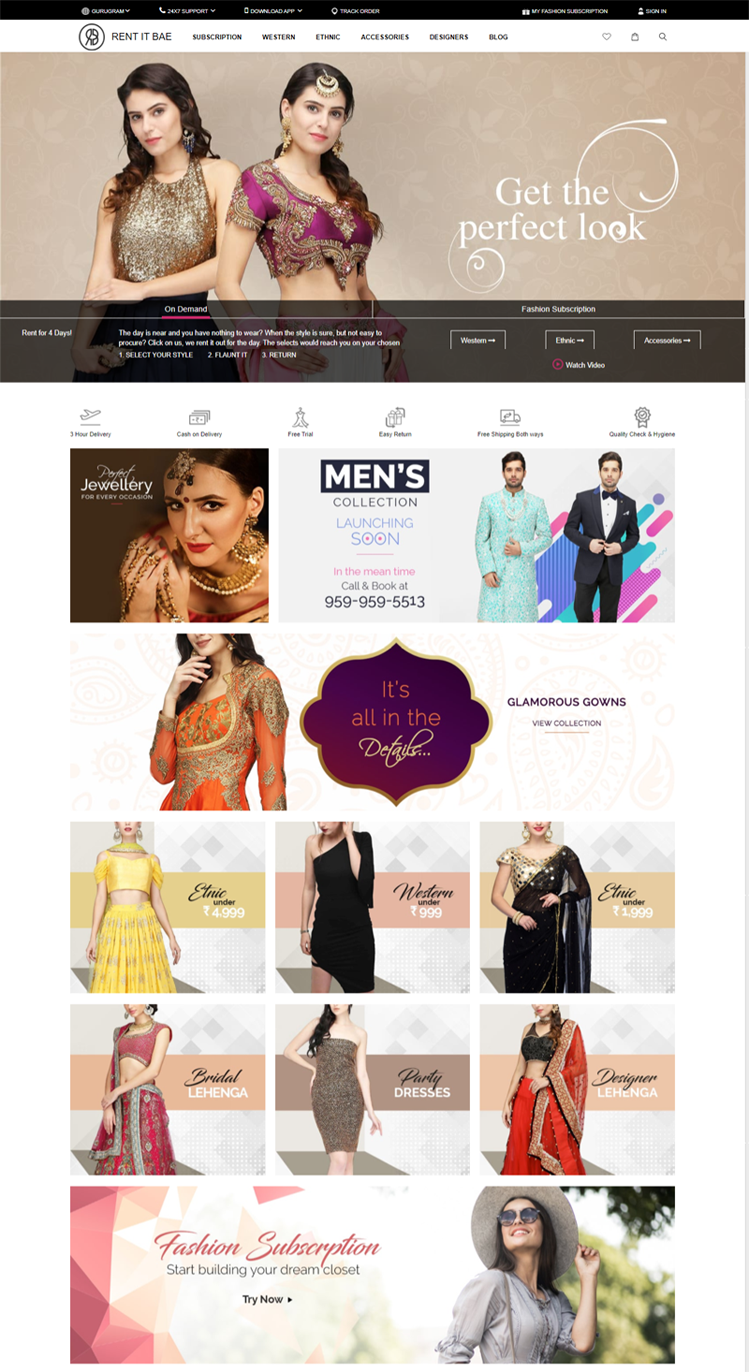 GURUGRAM
24X7 SUPPORT
DOWNLOAD APP
TRACK ORDER
MY FASHION SUBSCRIPTION
SIGN IN
RENT IT BAE
SUBSCRIPTION
WESTERN
ETHNIC
ACCESSORIES
DESIGNERS
BLOG
Get the
perfect look
On Demand
Fashion Subscription
Rent for 4 Days!
The day is near and you have nothing to wear? When the style is sure, but not easy to
procure? Click on us, we rent it out for the day. The selects would reach you on your chosen
1. SELECT YOUR STYLE 2. FLAUNT IT 3. RETURN
Western
Ethnic
Accessories
Watch Video
3 Hour Delivery
Cash on Delivery
Free Trial
Easy Return
Free Shipping Both ways
Quality Check & Hygiene
Perfect
Jewellery
FOR EVERY OCCASION
MEN'S
COLLECTION
LAUNCHING
SOON
In the mean time
Call & Book at
959-959-5513
It's
all in the
Details...
GLAMOROUS GOWNS
VIEW COLLECTION
Etnic
under
₹ 4,999
Western
under
₹ 999
Etnic
under
₹ 1,999
Bridal
LEHENGA
Party
DRESSES
Designer
LEHENGA
Fashion Subscrption
Start building your dream closet
Try Now